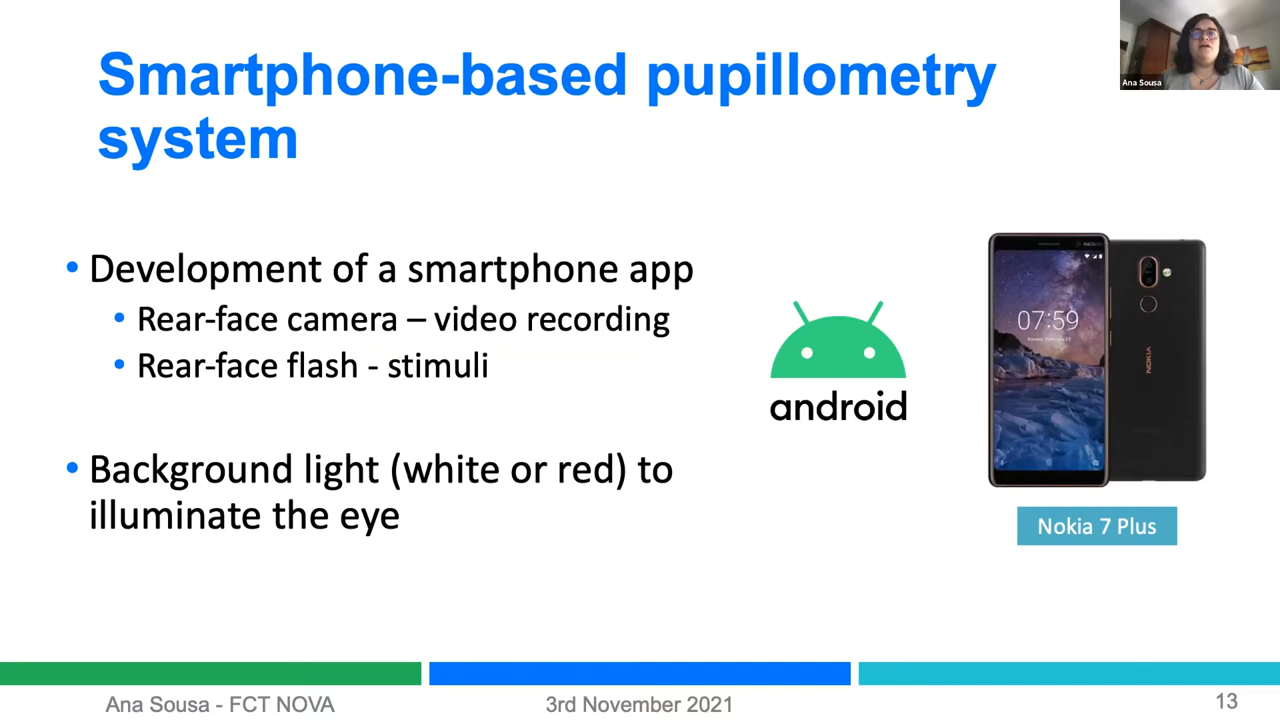 Smartphone-based pupillometry
system
Ana Sousa
• Development of a smartphone app
• Rear-face camera – video recording
• Rear-face flash - stimuli
android
07:59
NOKIA
NOKIA
• Background light (white or red) to
illuminate the eye
Nokia 7 Plus
Ana Sousa - FCT NOVA
3rd November 2021
13